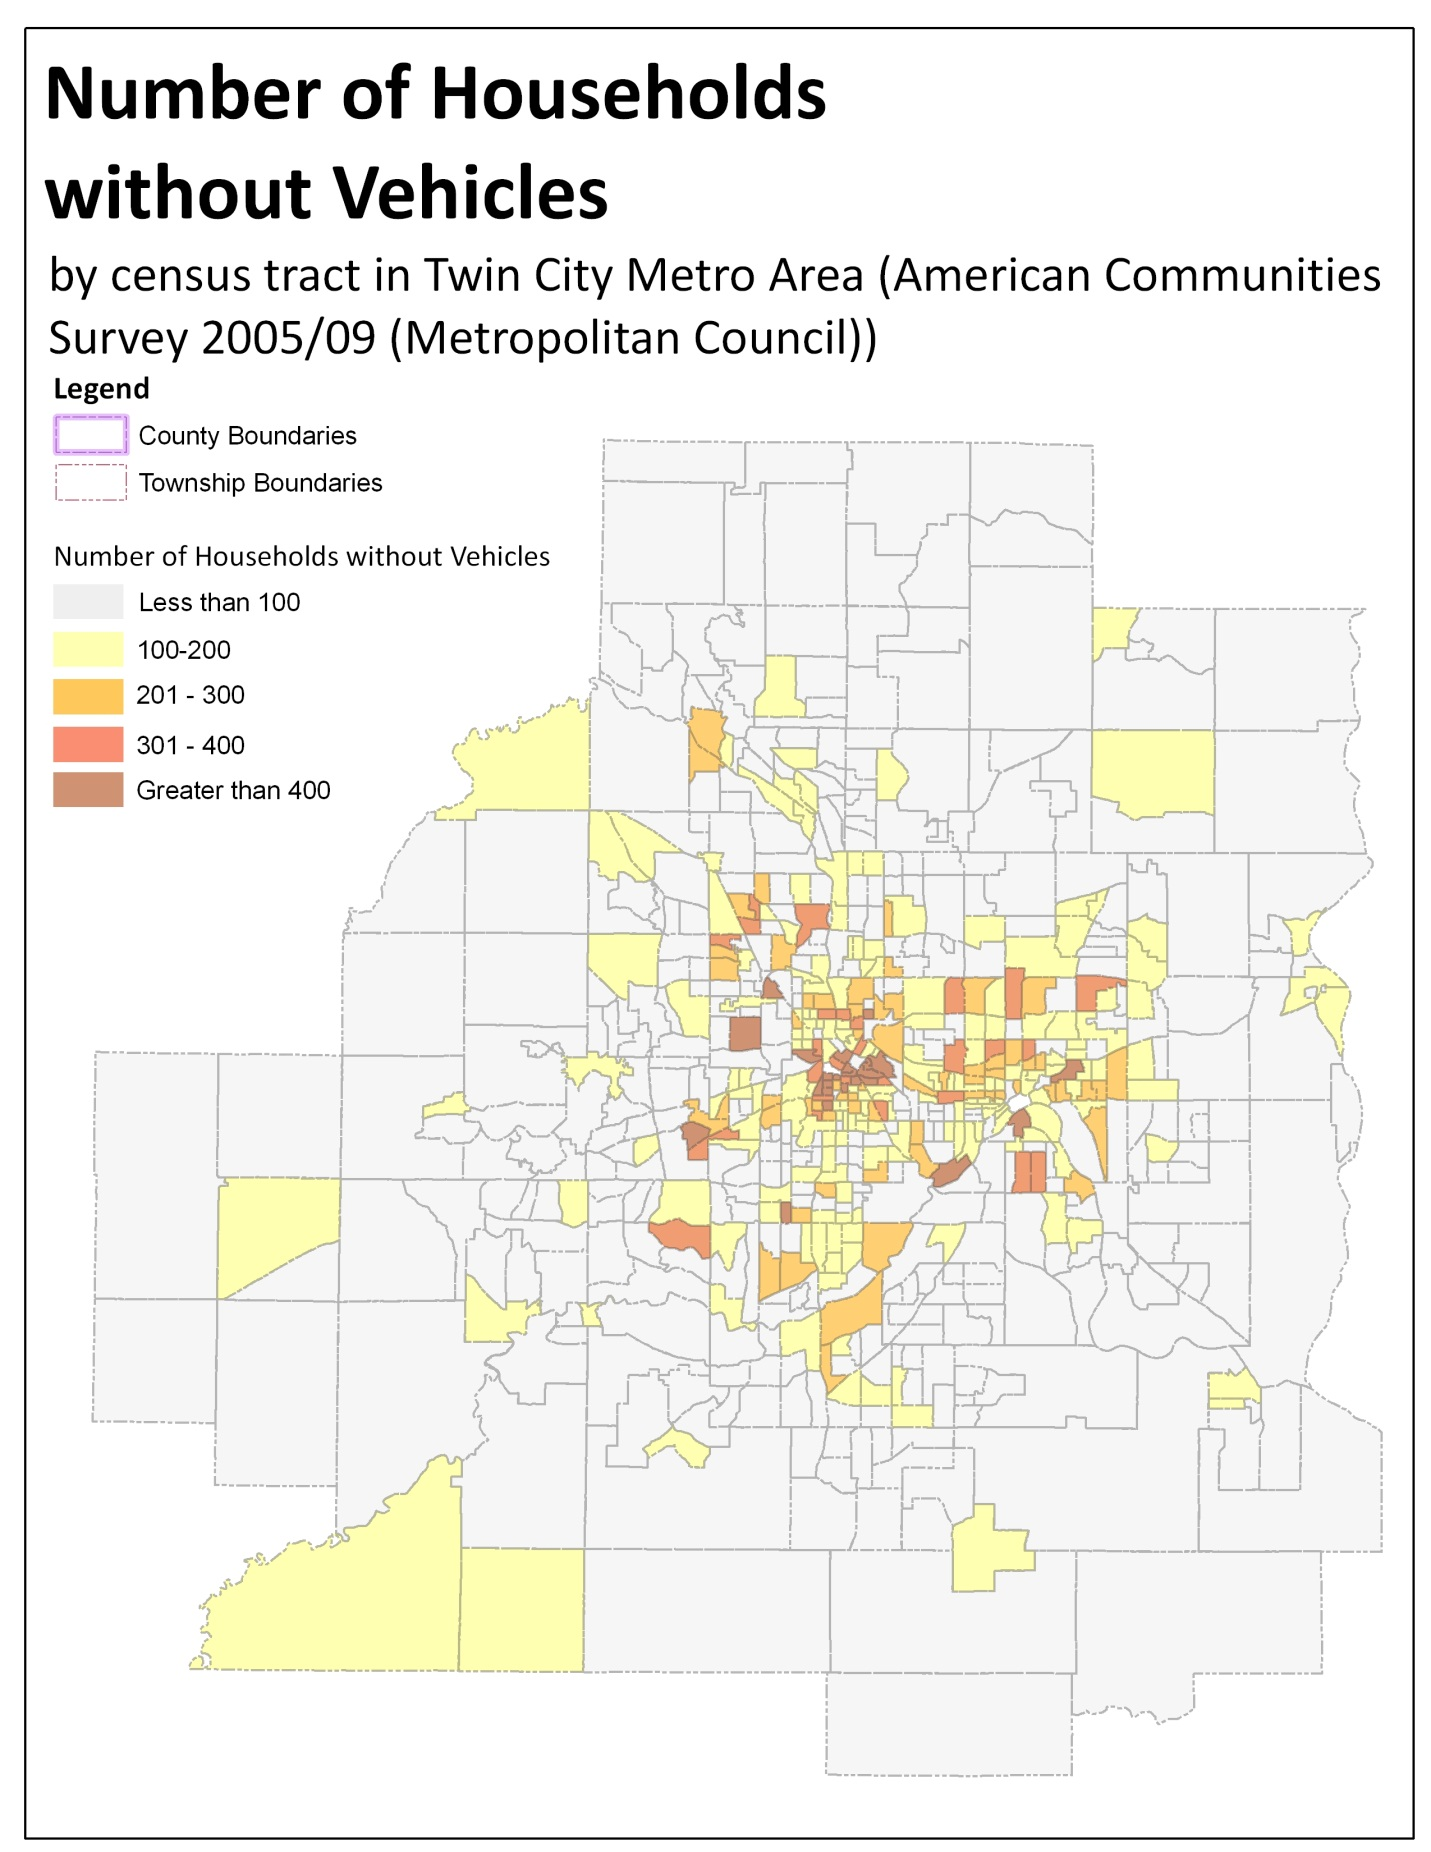 Number of Households
without Vehicles
by census tract in Twin City Metro Area (American Communities
Survey 2005/09 (Metropolitan Council))
Legend
County Boundaries
Township Boundaries
Number of Households without Vehicles
Less than 100
100-200
201 - 300
301 - 400
Greater than 400